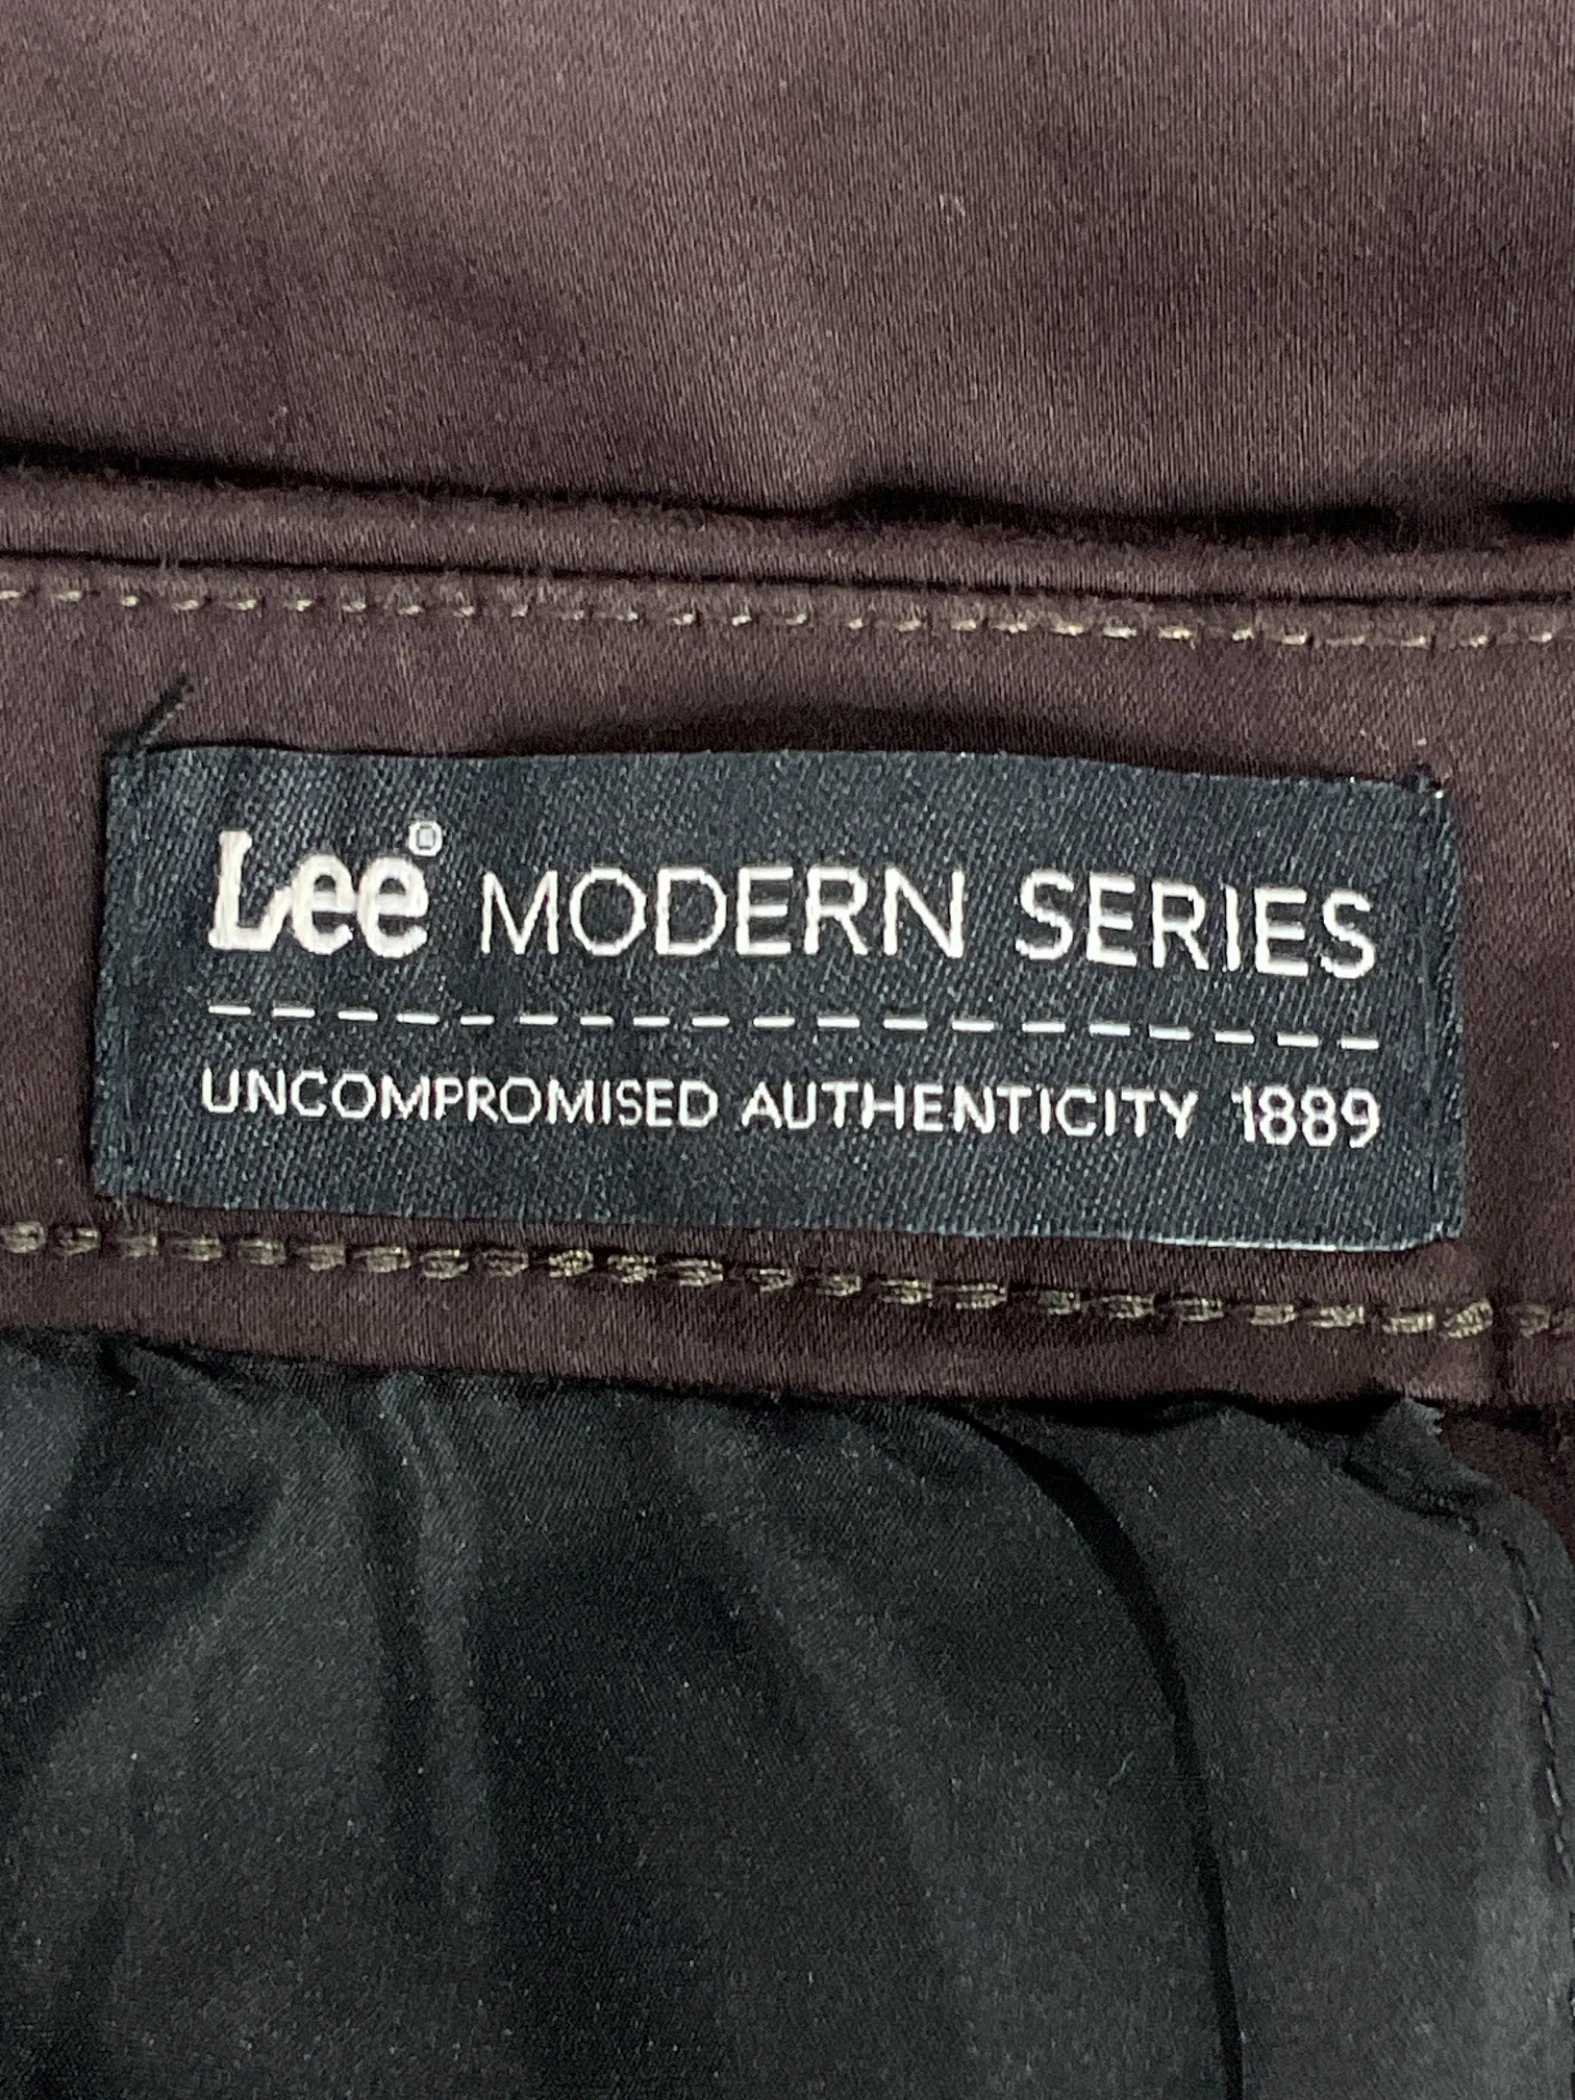 Lee® MODERN SERIES
UNCOMPROMISED AUTHENTICITY 1889